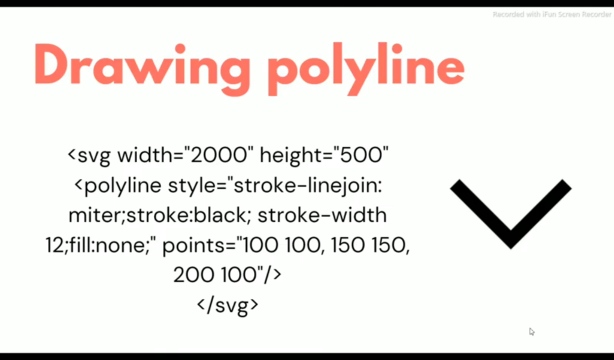 Recorded with iFun Screen Recorder
Drawing polyline
<svg width="2000" height="500"
<polyline style="stroke-linejoin:
miter;stroke:black; stroke-width
12;fill:none;" points="100 100, 150 150,
200 100"/>
</svg>